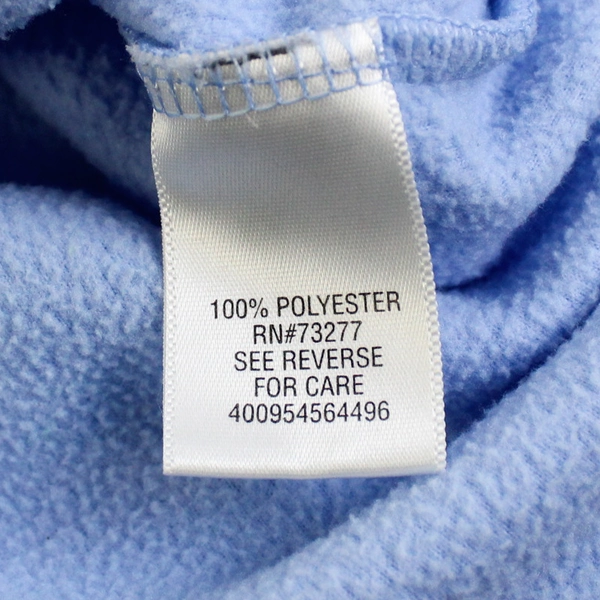 100% POLYESTER
RN#73277
SEE REVERSE
FOR CARE
400954564496